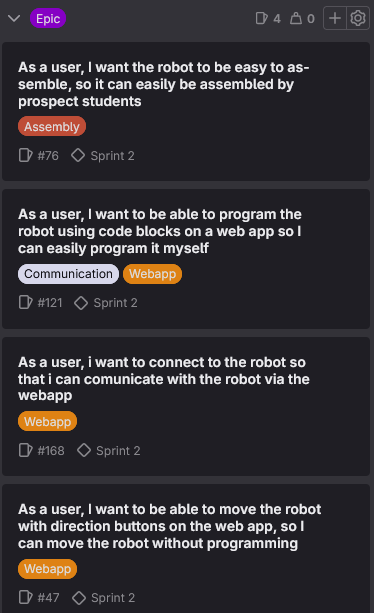 Epic 4 0
As a user, I want the robot to be easy to as-
semble, so it can easily be assembled by
prospect students
Assembly
#76 Sprint 2
As a user, I want to be able to program the
robot using code blocks on a web app so I
can easily program it myself
Communication Webapp
#121 Sprint 2
As a user, i want to connect to the robot so
that i can comunicate with the robot via the
webapp
Webapp
#168 Sprint 2
As a user, I want to be able to move the robot
with direction buttons on the web app, so I
can move the robot without programming
Webapp
#47 Sprint 2